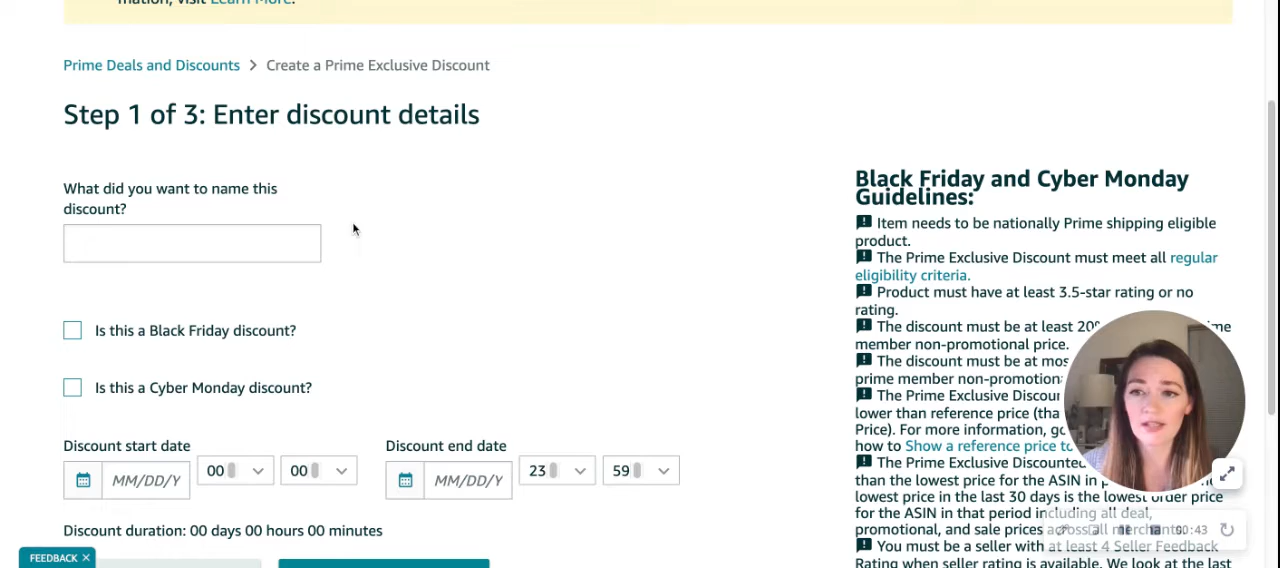 mation, visit Learn More.
Prime Deals and Discounts > Create a Prime Exclusive Discount
Step 1 of 3: Enter discount details
What did you want to name this
discount?
Is this a Black Friday discount?
Is this a Cyber Monday discount?
Discount start date
MM/DD/Y
00
00
Discount end date
MM/DD/Y
23
59
Discount duration: 00 days 00 hours 00 minutes
FEEDBACK ×
Black Friday and Cyber Monday
Guidelines:
Item needs to be nationally Prime shipping eligible
product.
The Prime Exclusive Discount must meet all regular
eligibility criteria.
Product must have at least 3.5-star rating or no
rating.
The discount must be at least
member non-promotional price.
The discount must be at mos
prime member non-promotion
The Prime Exclusive Discoun
lower than reference price (tha
Price). For more information, go
how to Show a reference price to
The Prime Exclusive Discounted
than the lowest price for the ASIN in
lowest price in the last 30 days is the lowest order price
for the ASIN in that period including all deal,
promotional, and sale prices across all merchants.
00:43
You must be a seller with at least 4 Seller Feedback
Rating when seller rating is available. We look at the last